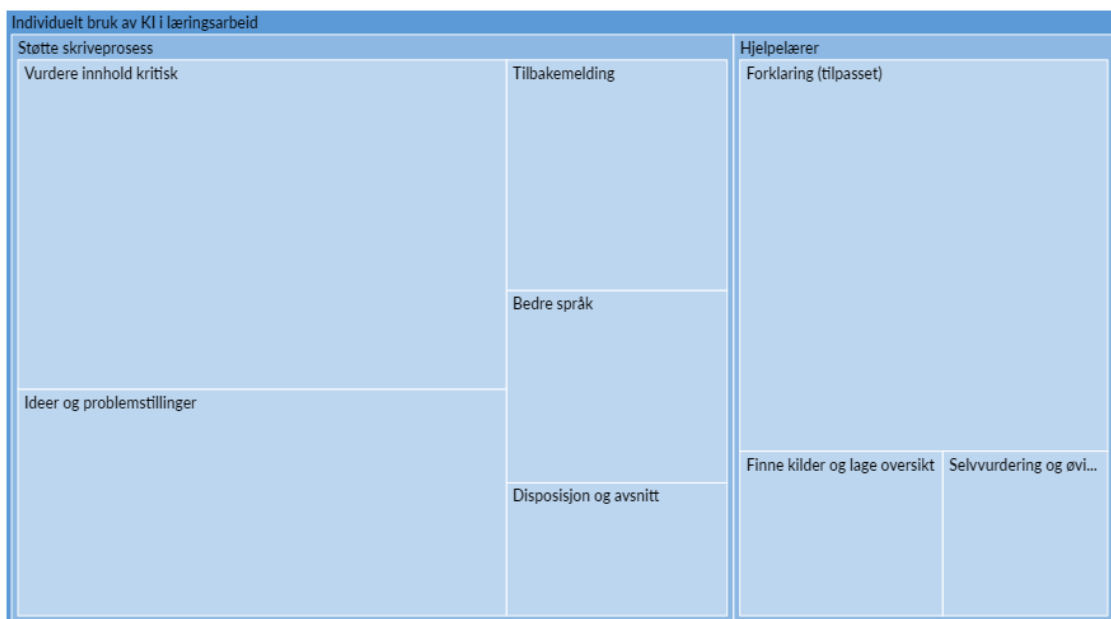 Individuelt bruk av KI i læringsarbeid
Støtte skriveprosess
Vurdere innhold kritisk
Ideer og problemstillinger
Tilbakemelding
Bedre språk
Disposisjon og avsnitt
Hjelpelærer
Forklaring (tilpasset)
Finne kilder og lage oversikt
Selvvurdering og øvi...